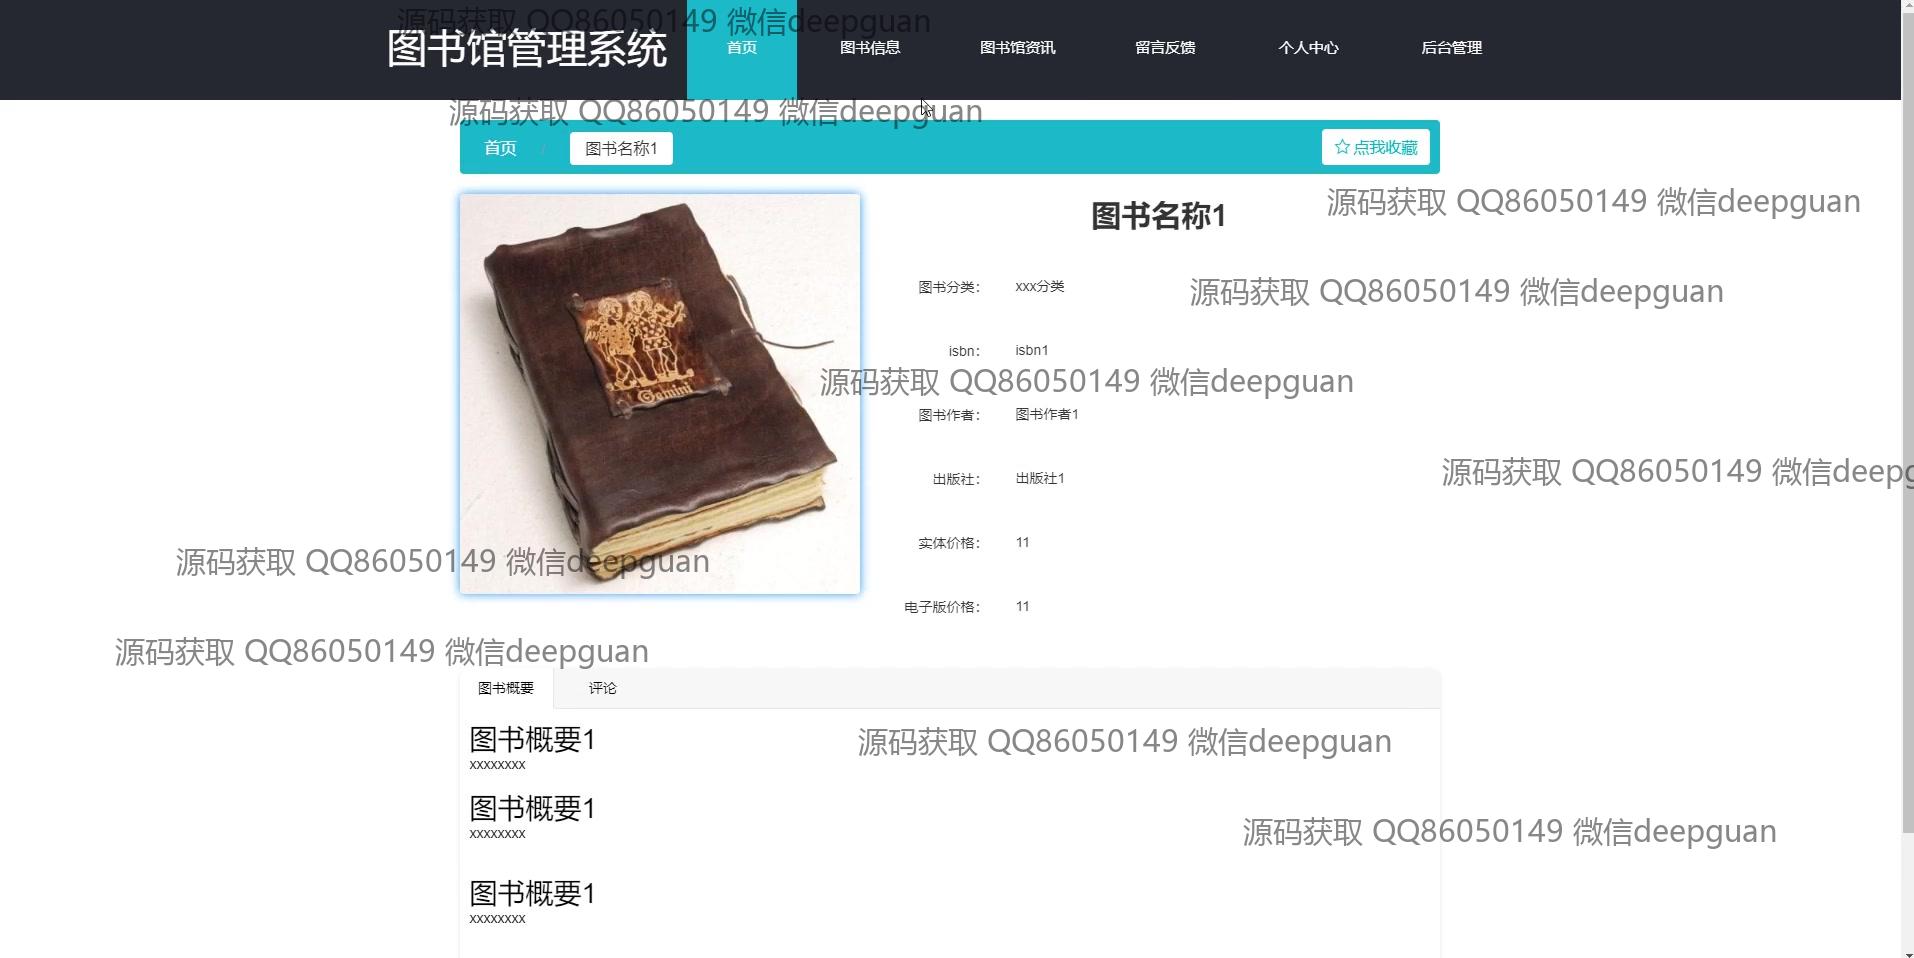 源码获取 QQ86050149 微信deepguan
图书馆管理系统 首页 图书信息 图书馆资讯 留言反馈 个人中心 后台管理
源码获取 QQ86050149 微信deepguan
首页 / 图书名称1 点我收藏
源码获取 QQ86050149 微信deepguan
图书名称1
图书分类： xxx分类
源码获取 QQ86050149 微信deepguan
isbn： isbn1
源码获取 QQ86050149 微信deepguan
Gemini
图书作者： 图书作者1
源码获取 QQ86050149 微信deepg
出版社： 出版社1
实体价格： 11
源码获取 QQ86050149 微信deepguan
电子版价格： 11
源码获取 QQ86050149 微信deepguan
图书概要 评论
图书概要1
源码获取 QQ86050149 微信deepguan
xxxxxxxx
图书概要1
xxxxxxxx
源码获取 QQ86050149 微信deepguan
图书概要1
xxxxxxxx